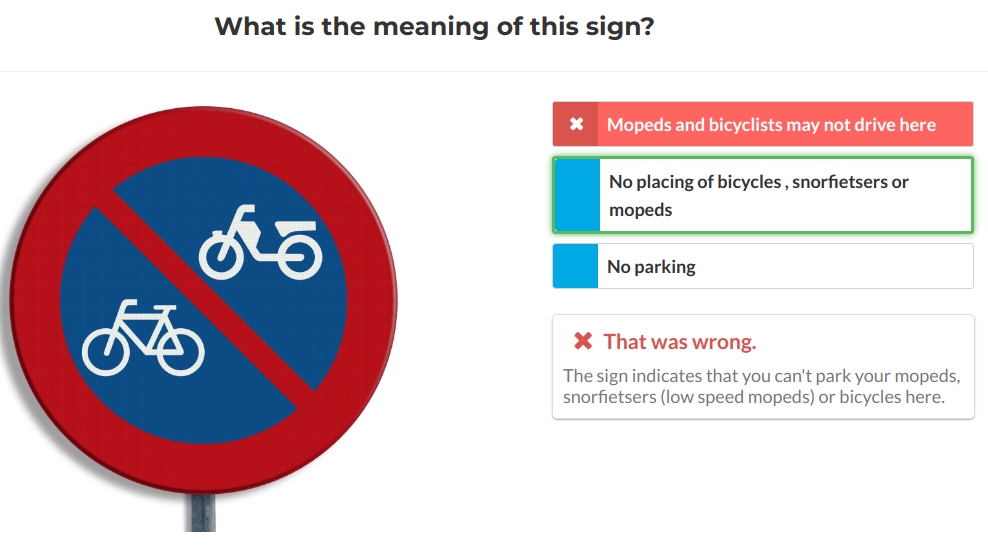 What is the meaning of this sign?
Mopeds and bicyclists may not drive here
No placing of bicycles , snorfietsers or
mopeds
No parking
That was wrong.
The sign indicates that you can't park your mopeds,
snorfietsers (low speed mopeds) or bicycles here.